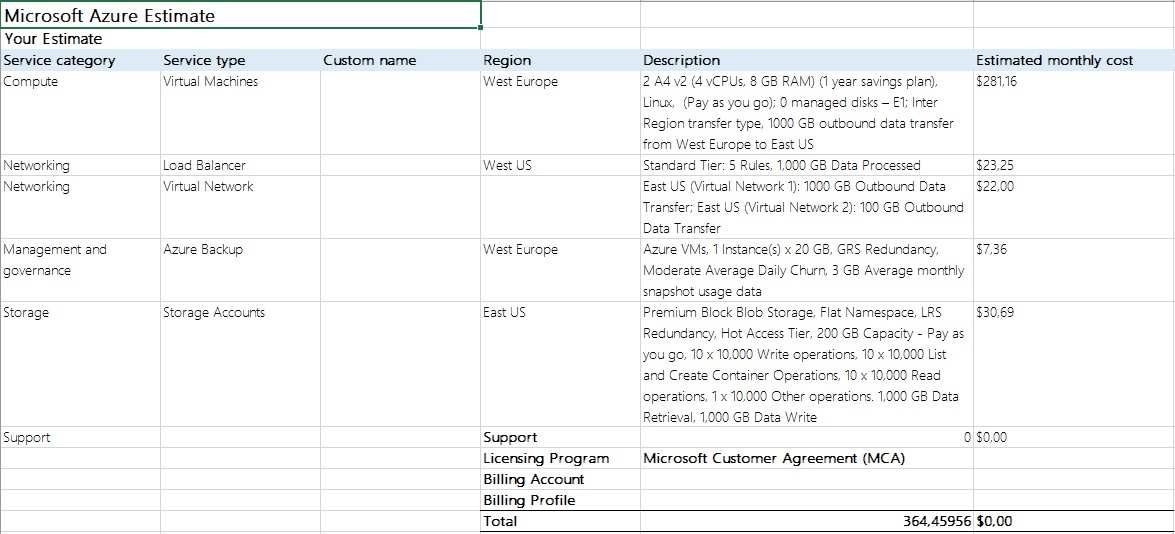 Microsoft Azure Estimate
Your Estimate
Service category Service type Custom name Region Description Estimated monthly cost
Compute Virtual Machines West Europe 2 A4 v2 (4 vCPUs, 8 GB RAM) (1 year savings plan), $281,16
Linux, (Pay as you go); 0 managed disks – E1; Inter
Region transfer type, 1000 GB outbound data transfer
from West Europe to East US
Networking Load Balancer West US Standard Tier: 5 Rules, 1,000 GB Data Processed $23,25
Networking Virtual Network East US (Virtual Network 1): 1000 GB Outbound Data $22,00
Transfer; East US (Virtual Network 2): 100 GB Outbound
Data Transfer
Management and Azure Backup West Europe Azure VMs, 1 Instance(s) x 20 GB, GRS Redundancy, $7,36
governance Moderate Average Daily Churn, 3 GB Average monthly
snapshot usage data
Storage Storage Accounts East US Premium Block Blob Storage, Flat Namespace, LRS $30,69
Redundancy, Hot Access Tier, 200 GB Capacity - Pay as
you go, 10 x 10,000 Write operations, 10 x 10,000 List
and Create Container Operations, 10 x 10,000 Read
operations, 1 x 10,000 Other operations. 1,000 GB Data
Retrieval, 1,000 GB Data Write
Support Support 0 $0,00
Licensing Program Microsoft Customer Agreement (MCA)
Billing Account
Billing Profile
Total 364,45956 $0,00